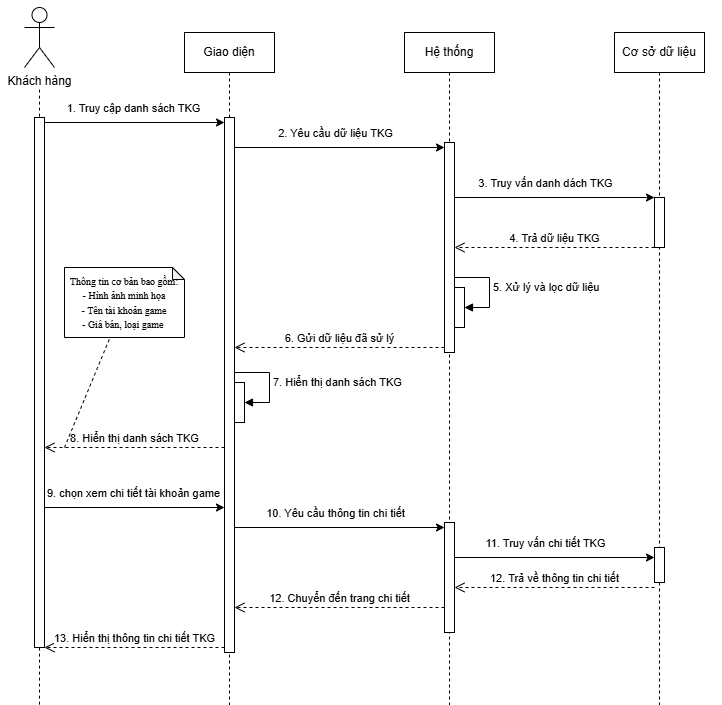 Khách hàng
Giao diện
Hệ thống
Cơ sở dữ liệu
1. Truy cập danh sách TKG
2. Yêu cầu dữ liệu TKG
3. Truy vấn danh dách TKG
4. Trả dữ liệu TKG
Thông tin cơ bản bao gồm:
- Hình ảnh minh họa
- Tên tài khoản game
- Giá bán, loại game
5. Xử lý và lọc dữ liệu
6. Gửi dữ liệu đã sử lý
7. Hiển thị danh sách TKG
8. Hiển thị danh sách TKG
9. chọn xem chi tiết tài khoản game
10. Yêu cầu thông tin chi tiết
11. Truy vấn chi tiết TKG
12. Trả về thông tin chi tiết
12. Chuyển đến trang chi tiết
13. Hiển thị thông tin chi tiết TKG